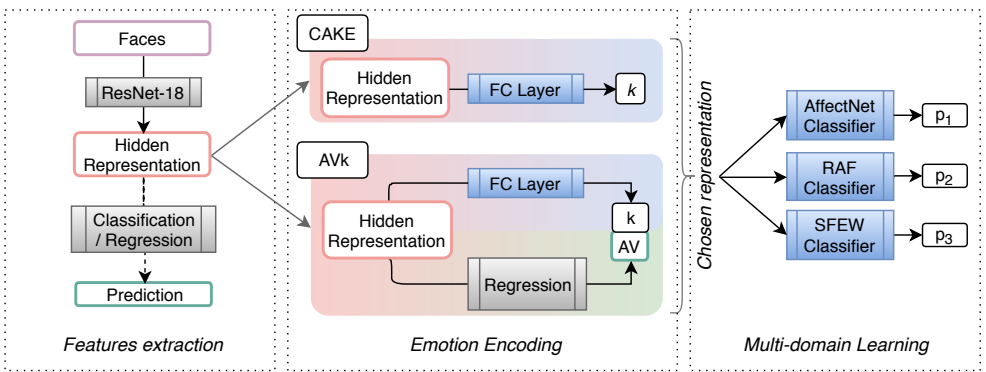 Faces
ResNet-18
Hidden
Representation
Classification
/ Regression
Prediction
Features extraction
CAKE
Hidden
Representation
FC Layer
k
AVk
Hidden
Representation
FC Layer
k
AV
Regression
Emotion Encoding
Chosen representation
AffectNet
Classifier
p1
RAF
Classifier
p2
SFEW
Classifier
p3
Multi-domain Learning